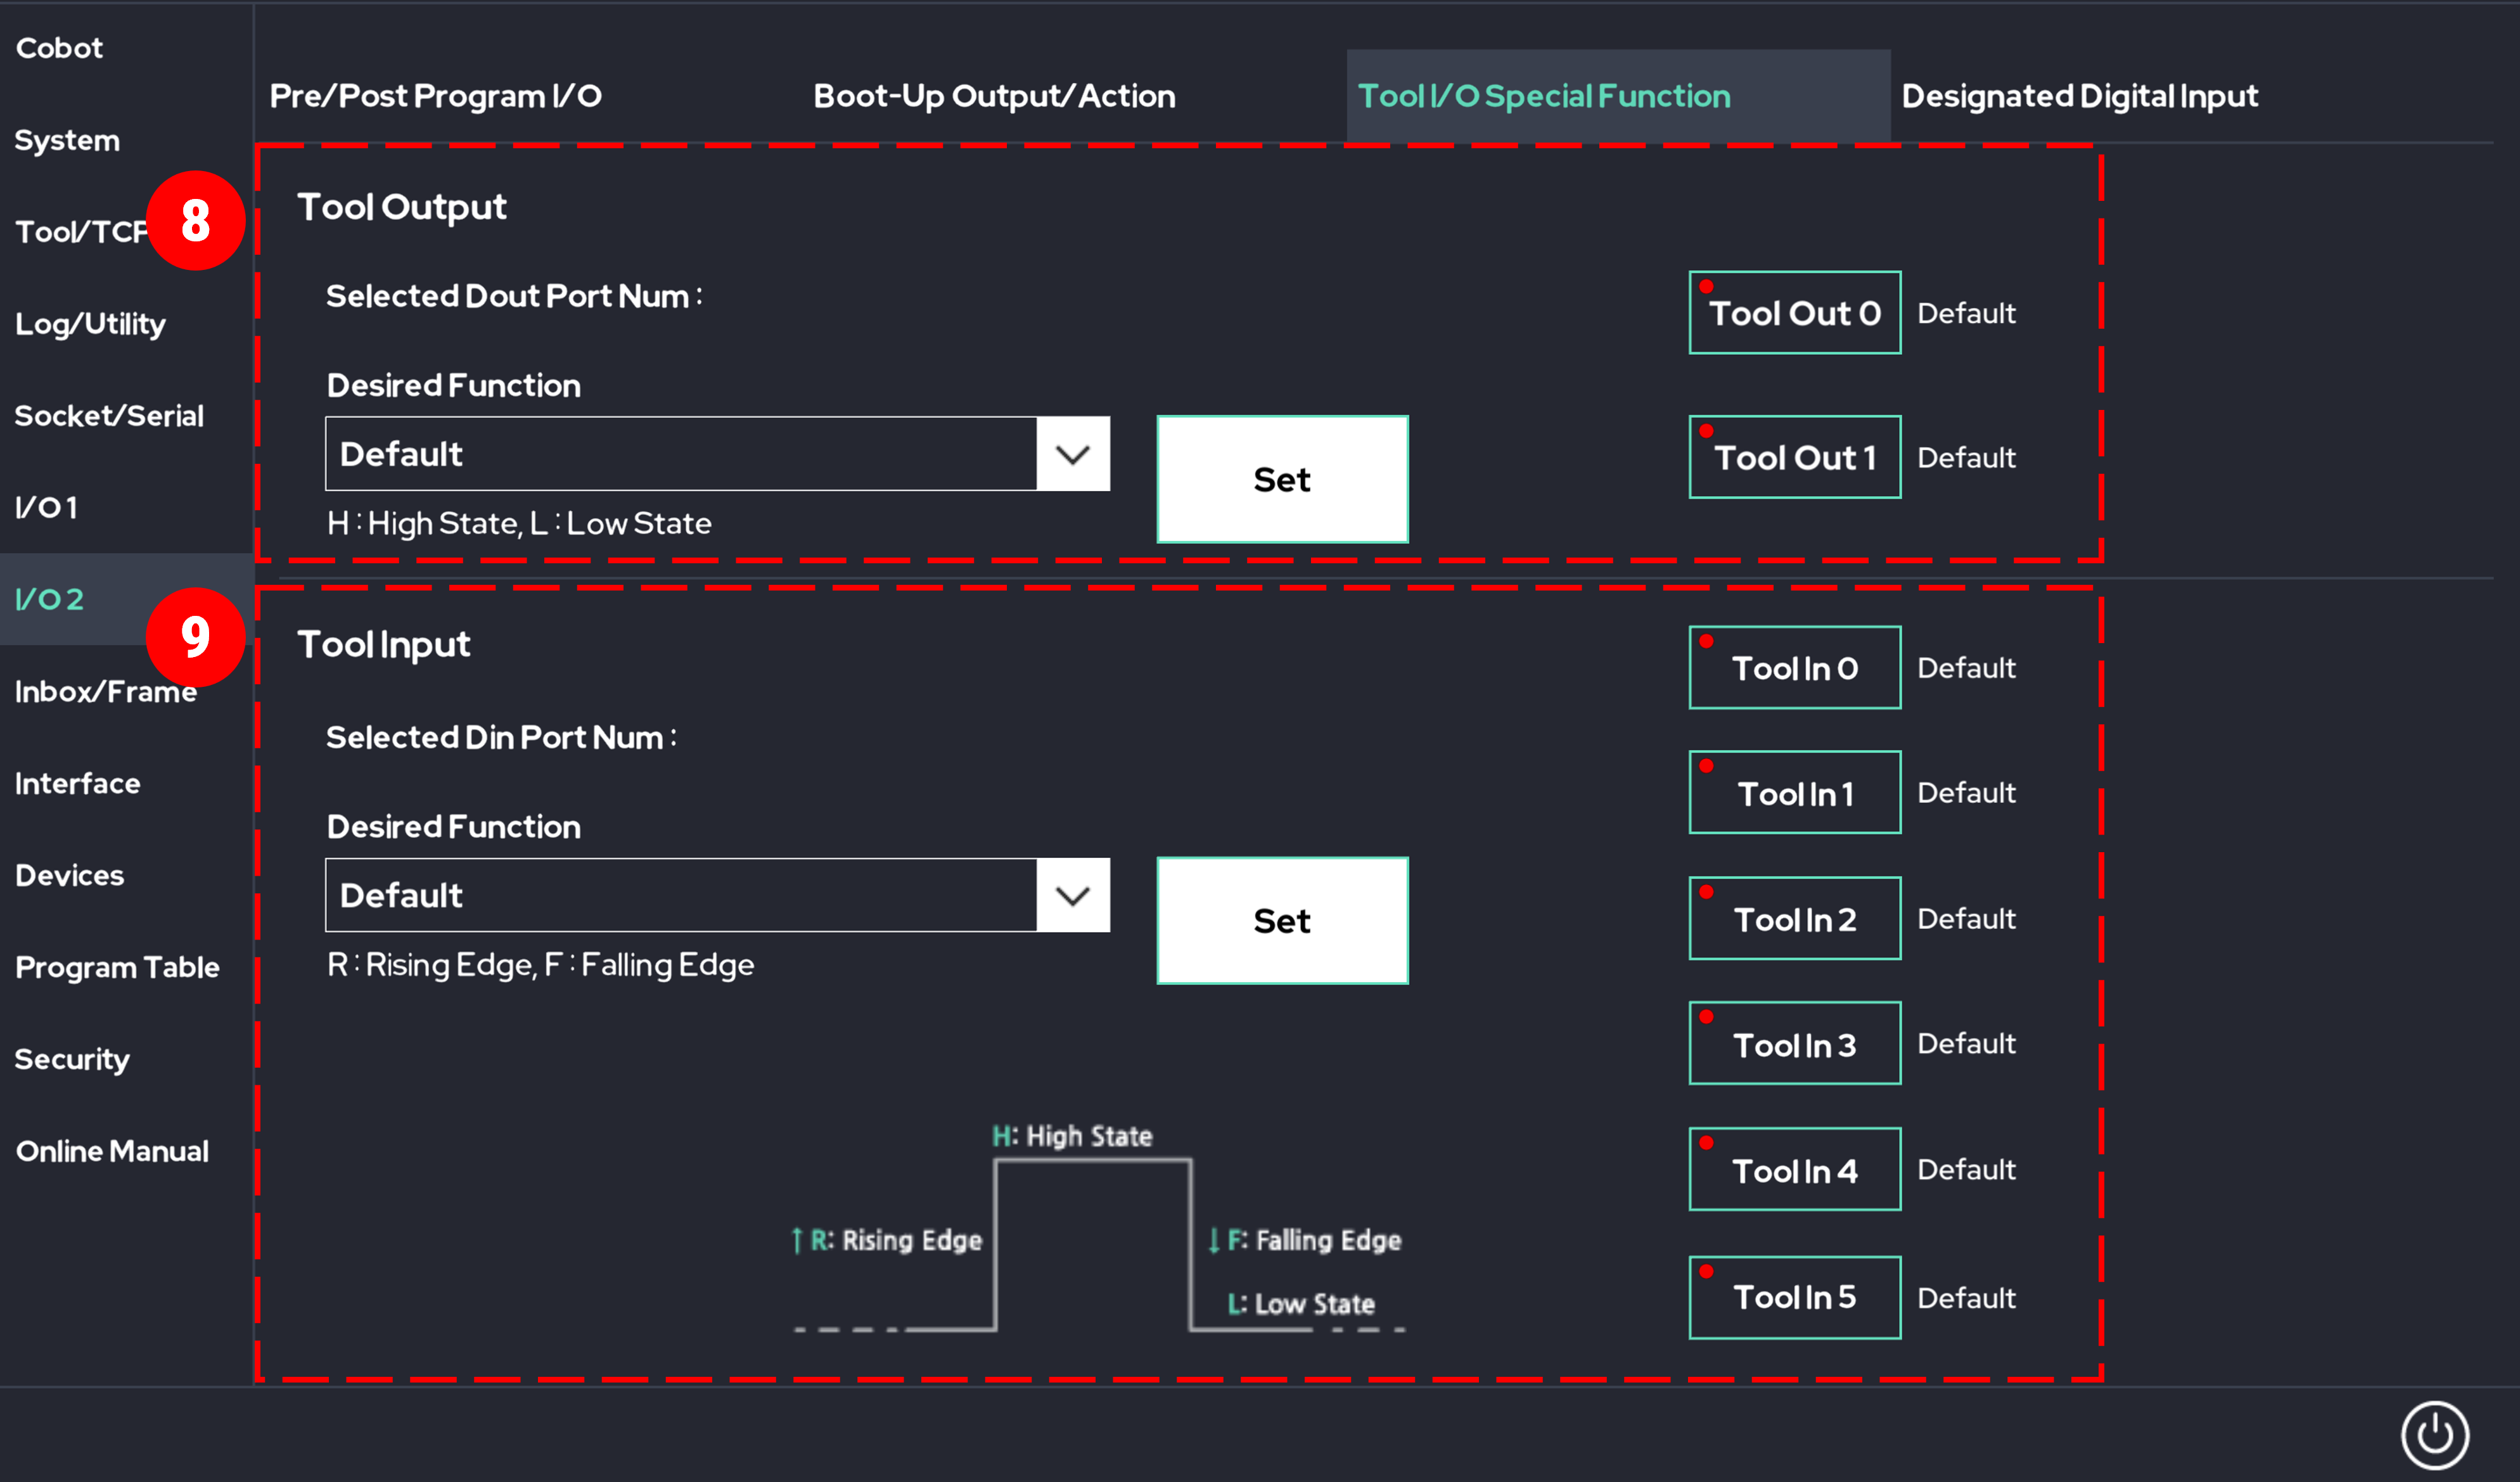 Cobot
System
Tool/TCP
Log/Utility
Socket/Serial
I/O 1
I/O 2
Inbox/Frame
Interface
Devices
Program Table
Security
Online Manual
Pre/Post Program I/O
Boot-Up Output/Action
Tool I/O Special Function
Designated Digital Input
8
Tool Output
Selected Dout Port Num :
Desired Function
Default
Set
H : High State, L : Low State
Tool Out 0 Default
Tool Out 1 Default
9
Tool Input
Selected Din Port Num :
Desired Function
Default
Set
R : Rising Edge, F : Falling Edge
H: High State
↑ R: Rising Edge
↓ F: Falling Edge
L: Low State
Tool In 0 Default
Tool In 1 Default
Tool In 2 Default
Tool In 3 Default
Tool In 4 Default
Tool In 5 Default